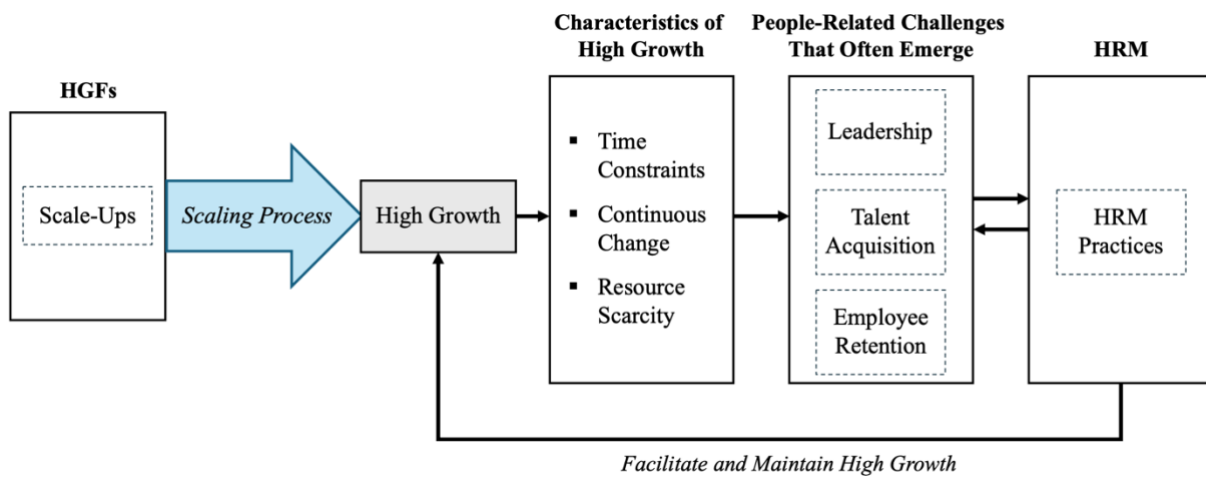 HGFs
Scale-Ups
Scaling Process
High Growth
Characteristics of
High Growth
▪ Time
Constraints
▪ Continuous
Change
▪ Resource
Scarcity
People-Related Challenges
That Often Emerge
Leadership
Talent
Acquisition
Employee
Retention
HRM
HRM
Practices
Facilitate and Maintain High Growth